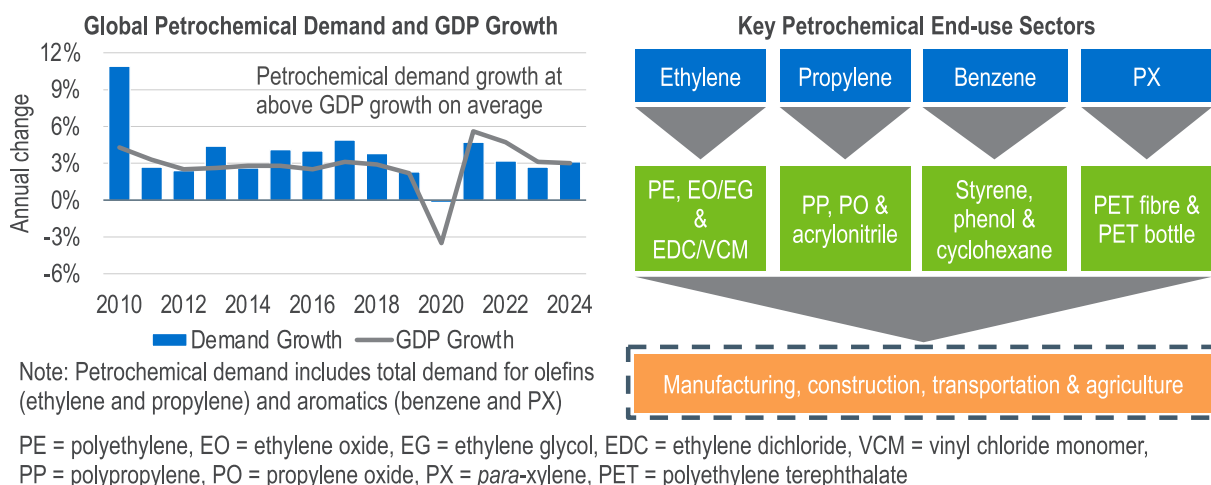 Global Petrochemical Demand and GDP Growth
12%
9%
6%
3%
0%
-3%
-6%
Annual change
Petrochemical demand growth at
above GDP growth on average
2010 2012 2014 2016 2018 2020 2022 2024
Demand Growth GDP Growth
Note: Petrochemical demand includes total demand for olefins
(ethylene and propylene) and aromatics (benzene and PX)
Key Petrochemical End-use Sectors
Ethylene Propylene Benzene PX
PE, EO/EG
&
EDC/VCM
PP, PO &
acrylonitrile
Styrene,
phenol &
cyclohexane
PET fibre &
PET bottle
Manufacturing, construction, transportation & agriculture
PE = polyethylene, EO = ethylene oxide, EG = ethylene glycol, EDC = ethylene dichloride, VCM = vinyl chloride monomer,
PP = polypropylene, PO = propylene oxide, PX = para-xylene, PET = polyethylene terephthalate